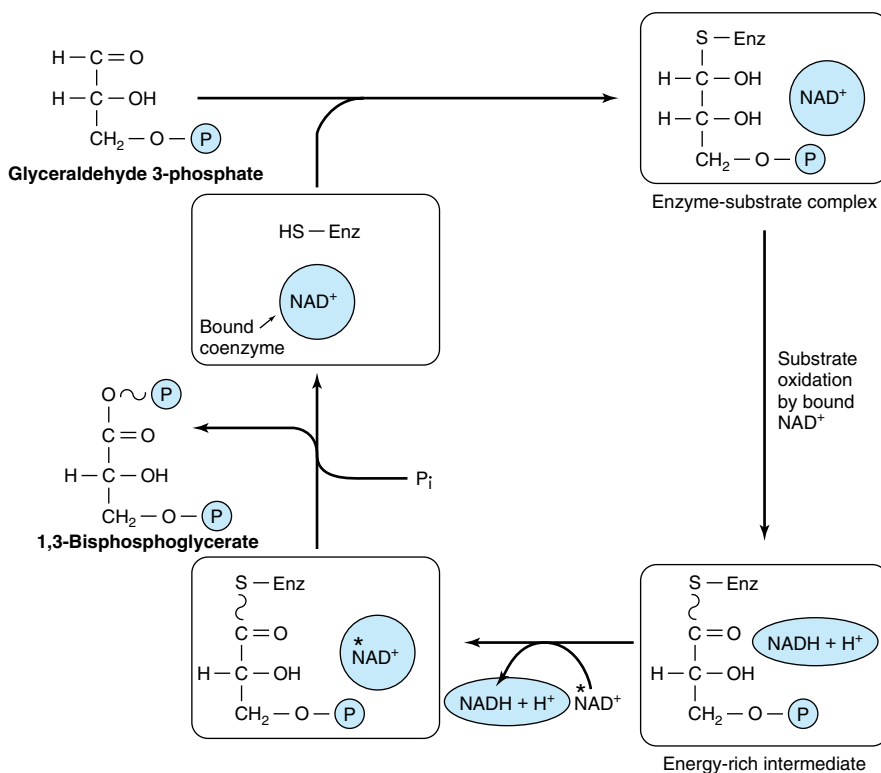 H — C = O
H — C — OH
CH₂ — O — P
Glyceraldehyde 3-phosphate
S — Enz
H — C — OH
H — C — OH
CH₂ — O — P
NAD⁺
Enzyme-substrate complex
HS — Enz
NAD⁺
Bound
coenzyme
Substrate
oxidation
by bound
NAD⁺
O ~ P
C = O
H — C — OH
CH₂ — O — P
1,3-Bisphosphoglycerate
Pᵢ
S — Enz
C = O
H — C — OH
CH₂ — O — P
*
NAD⁺
NADH + H⁺
*
NAD⁺
S — Enz
C = O
H — C — OH
CH₂ — O — P
NADH + H⁺
Energy-rich intermediate